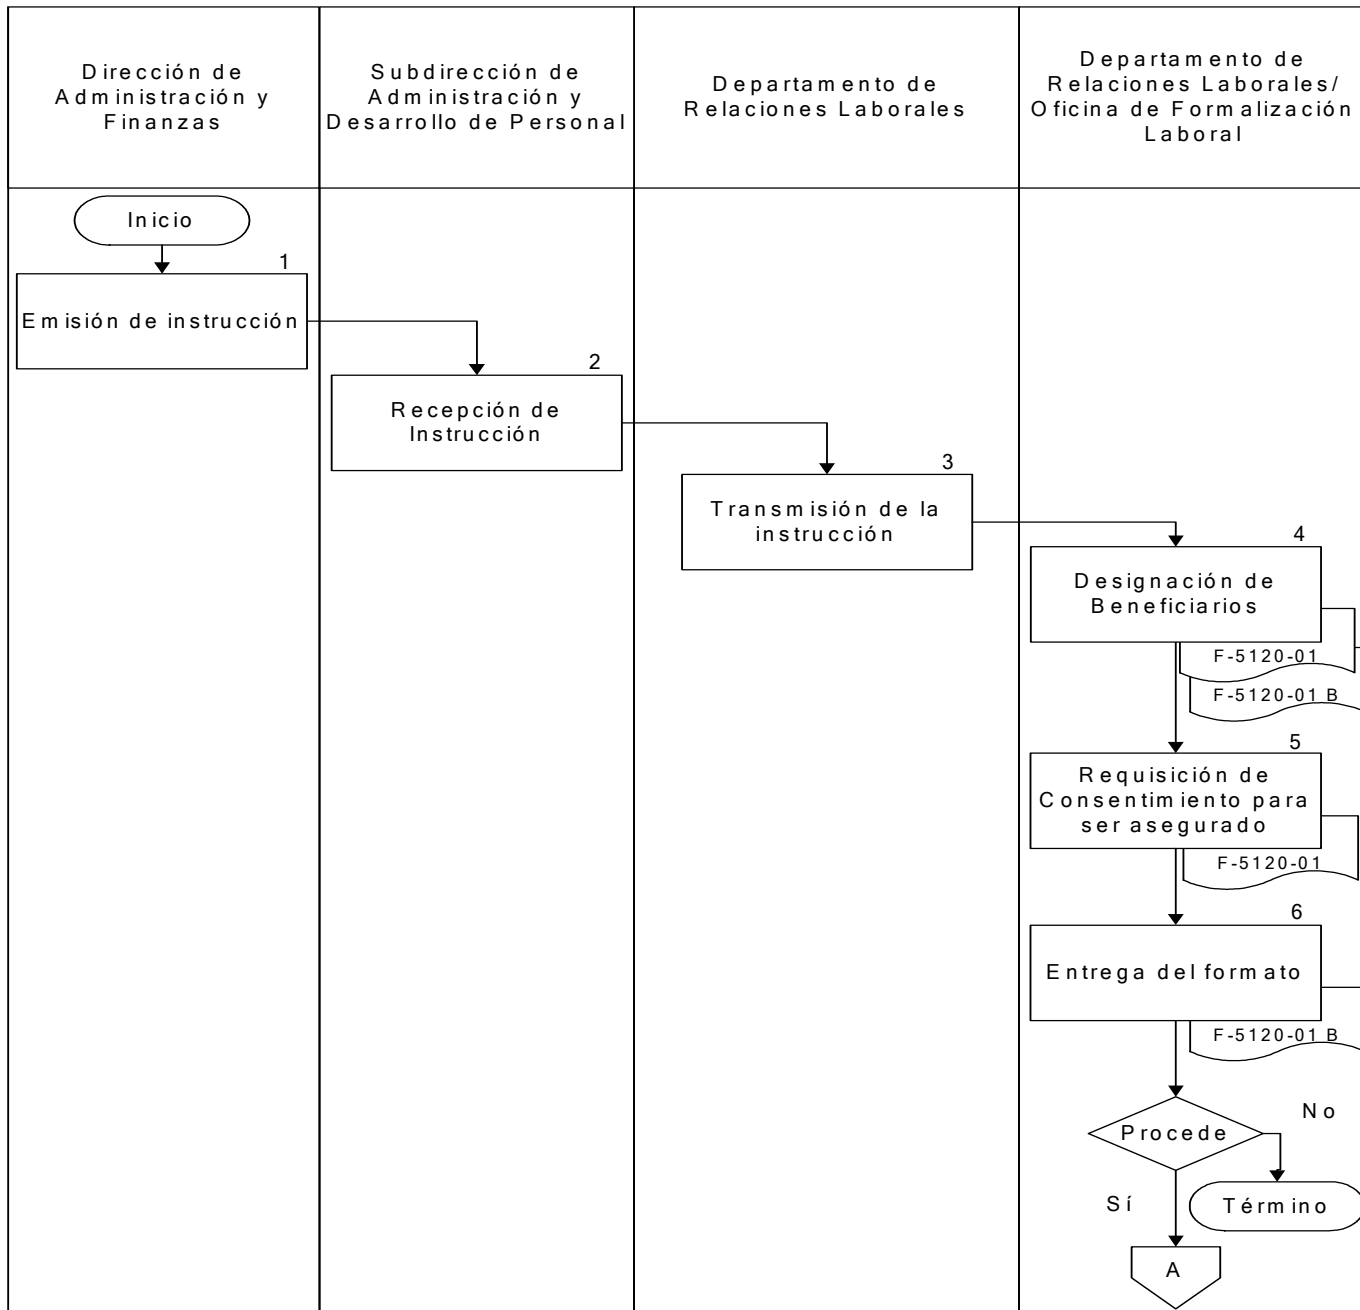 Dirección de
Administración y
Finanzas
Subdirección de
Administración y
Desarrollo de Personal
Departamento de
Relaciones Laborales
Departamento de
Relaciones Laborales/
Oficina de Formalización
Laboral
Inicio
1
Emisión de instrucción
2
Recepción de
Instrucción
3
Transmisión de la
instrucción
4
Designación de
Beneficiarios
F-5120-01
F-5120-01 B
5
Requisición de
Consentimiento para
ser asegurado
F-5120-01
6
Entrega del formato
F-5120-01 B
Procede
No
Sí
Término
A